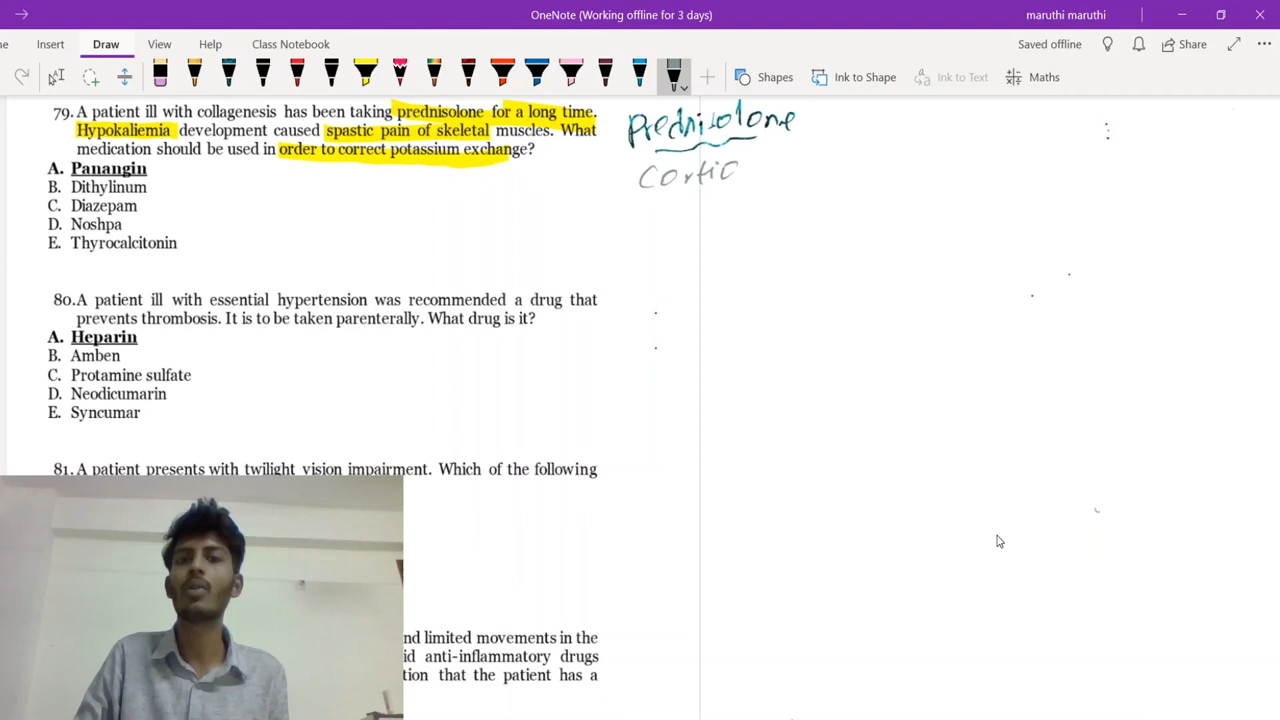 OneNote (Working offline for 3 days)
maruthi maruthi
Insert
Draw
View
Help
Class Notebook
Saved offline
Share
Shapes
Ink to Shape
Ink to Text
Maths
79. A patient ill with collagenesis has been taking prednisolone for a long time.
Hypokaliemia development caused spastic pain of skeletal muscles. What
medication should be used in order to correct potassium exchange?
A. Panangin
B. Dithylinum
C. Diazepam
D. Noshpa
E. Thyrocalcitonin
Prednisolone
Cortic
80. A patient ill with essential hypertension was recommended a drug that
prevents thrombosis. It is to be taken parenterally. What drug is it?
A. Heparin
B. Amben
C. Protamine sulfate
D. Neodicumarin
E. Syncumar
81. A patient presents with twilight vision impairment. Which of the following
nd limited movements in the
id anti-inflammatory drugs
tion that the patient has a